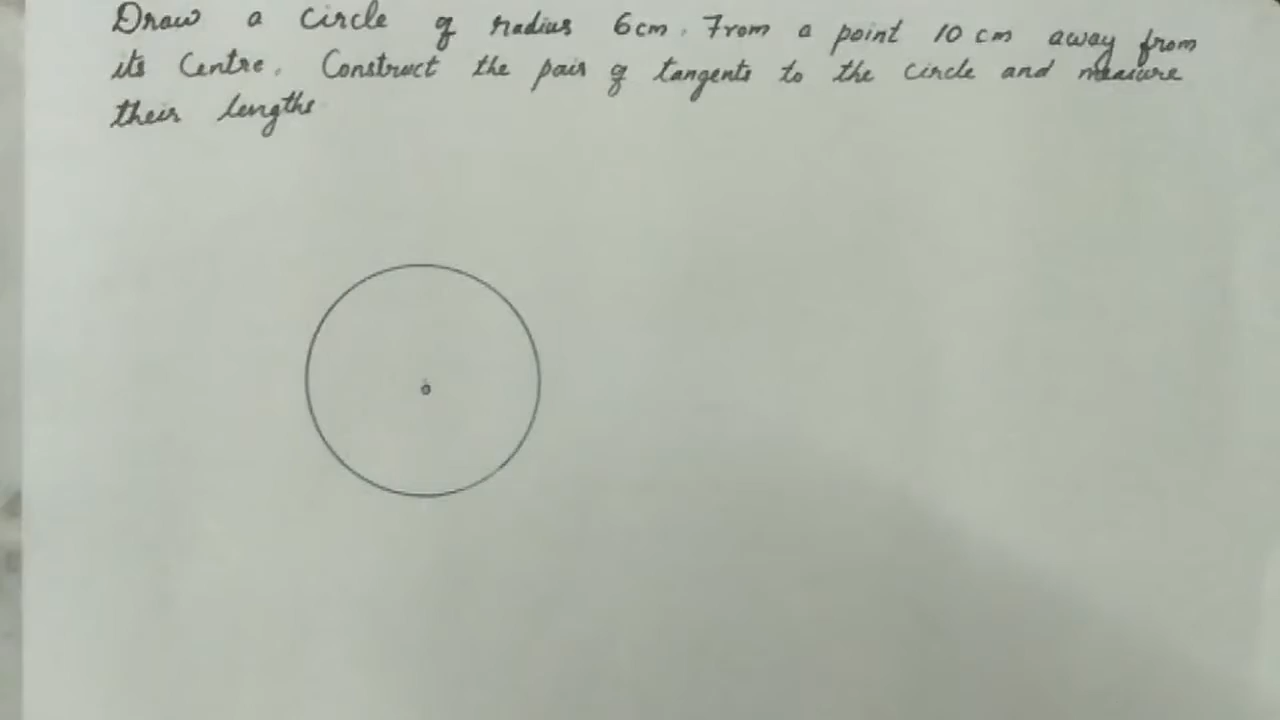 Draw a circle of radius 6cm. From a point 10 cm away from
its Centre. Construct the pair of tangents to the circle and measure
their lengths
o